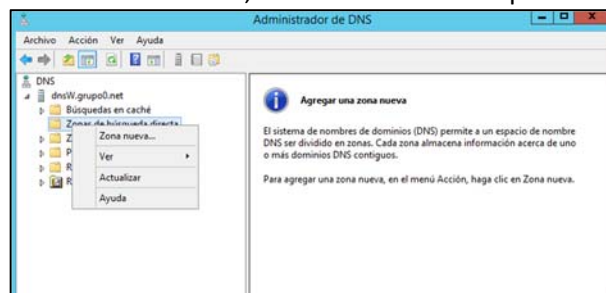 Administrador de DNS
Archivo Acción Ver Ayuda
DNS
dnsW.grupo0.net
Búsquedas en caché
Zonas de búsqueda directa
Z
P
R
R
Zona nueva...
Ver
Actualizar
Ayuda
Agregar una zona nueva
El sistema de nombres de dominios (DNS) permite a un espacio de nombre
DNS ser dividido en zonas. Cada zona almacena información acerca de uno
o más dominios DNS contiguos.
Para agregar una zona nueva, en el menú Acción, haga clic en Zona nueva.